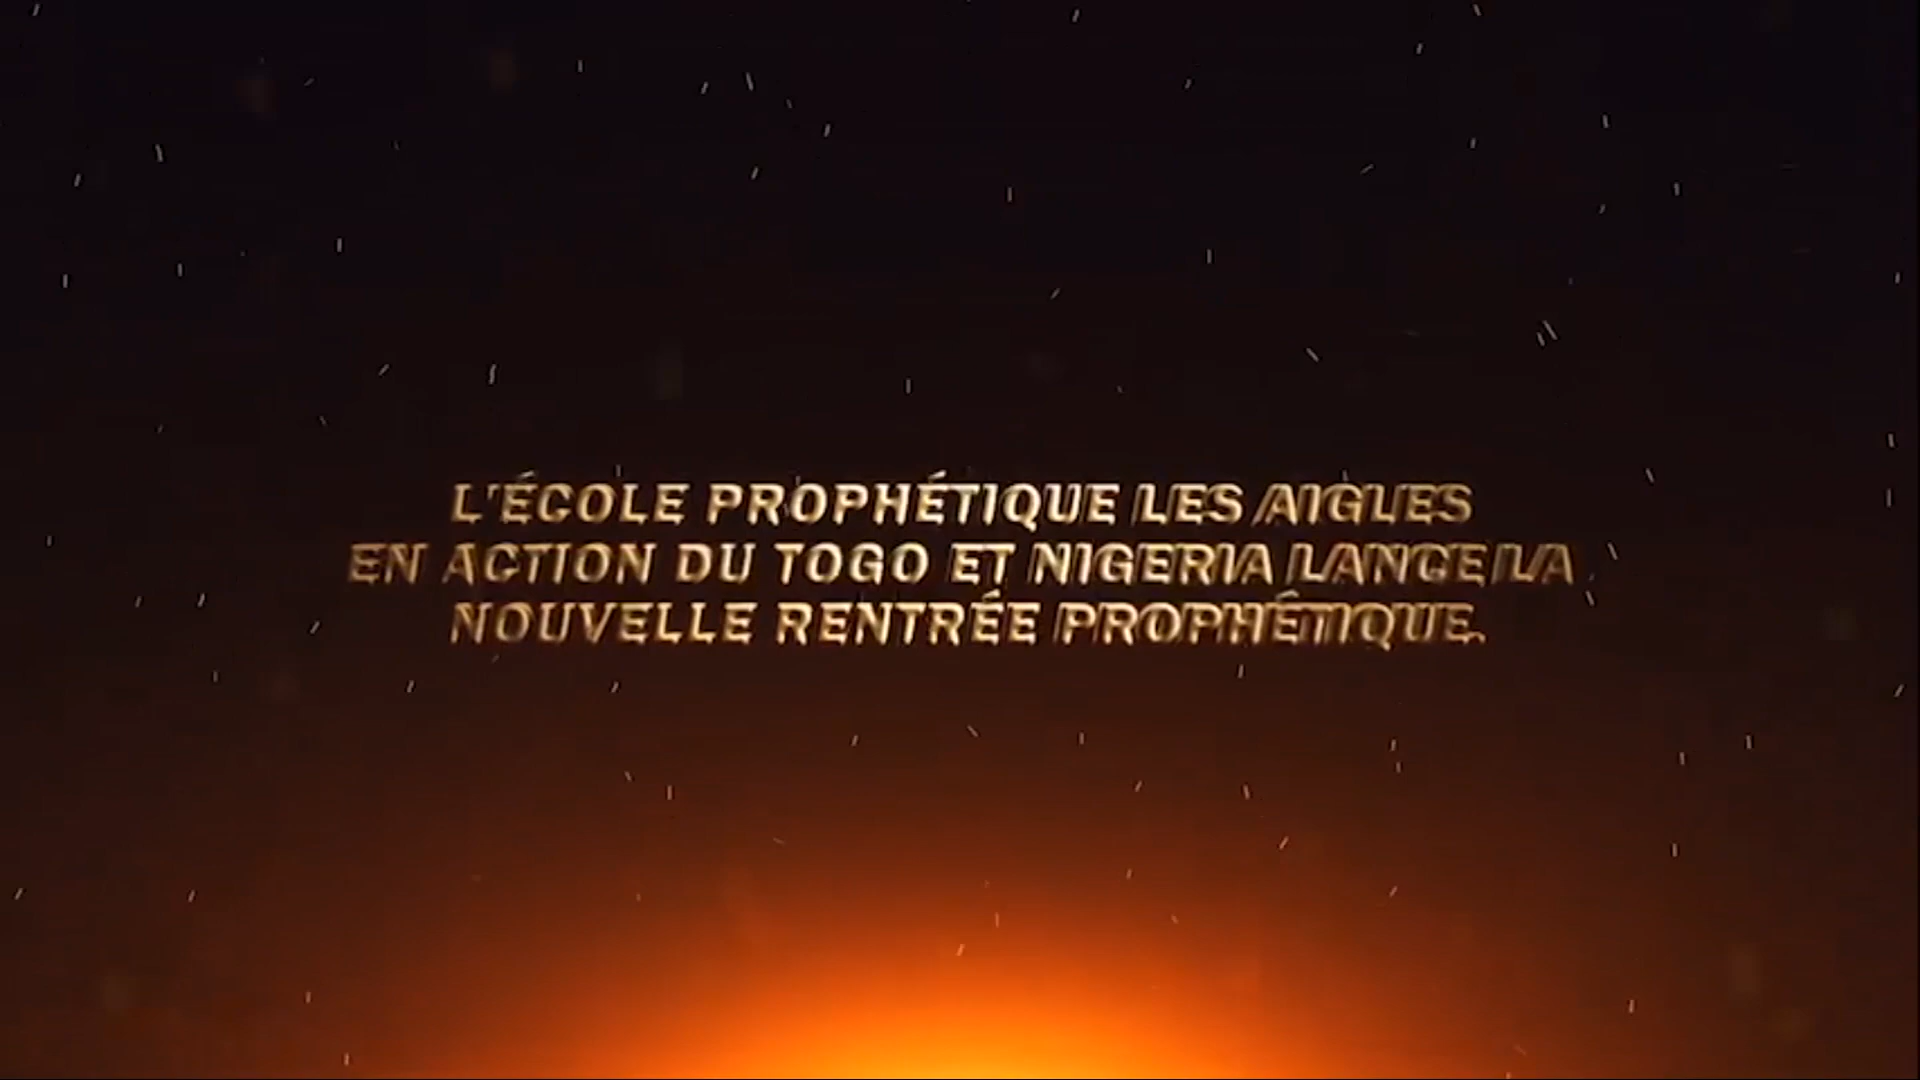 L'ÉCOLE PROPHÉTIQUE LES AIGLES
EN ACTION DU TOGO ET NIGERIA LANCE LA
NOUVELLE RENTRÉE PROPHÉTIQUE.